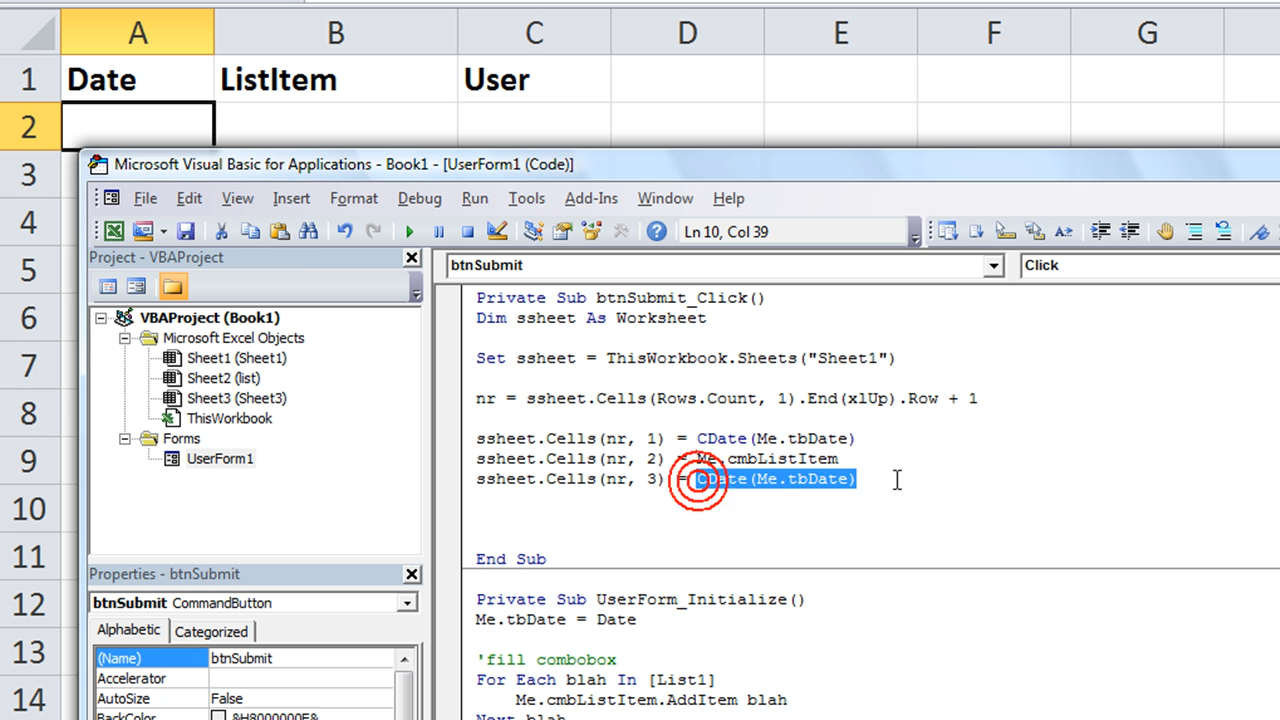 A B C D E F G
1 Date ListItem User
2
3
4
5
6
7
8
9
10
11
12
13
14
Microsoft Visual Basic for Applications - Book1 - [UserForm1 (Code)]
File Edit View Insert Format Debug Run Tools Add-Ins Window Help
Ln 10, Col 39
Project - VBAProject
VBAProject (Book1)
Microsoft Excel Objects
Sheet1 (Sheet1)
Sheet2 (list)
Sheet3 (Sheet3)
ThisWorkbook
Forms
UserForm1
Properties - btnSubmit
btnSubmit CommandButton
Alphabetic Categorized
(Name) btnSubmit
Accelerator
AutoSize False
BackColor &H8000000F&
btnSubmit Click
Private Sub btnSubmit_Click()
Dim ssheet As Worksheet
Set ssheet = ThisWorkbook.Sheets("Sheet1")
nr = ssheet.Cells(Rows.Count, 1).End(xlUp).Row + 1
ssheet.Cells(nr, 1) = CDate(Me.tbDate)
ssheet.Cells(nr, 2) = Me.cmbListItem
ssheet.Cells(nr, 3) = CDate(Me.tbDate)
End Sub
Private Sub UserForm_Initialize()
Me.tbDate = Date
'fill combobox
For Each blah In [List1]
Me.cmbListItem.AddItem blah
Next blah